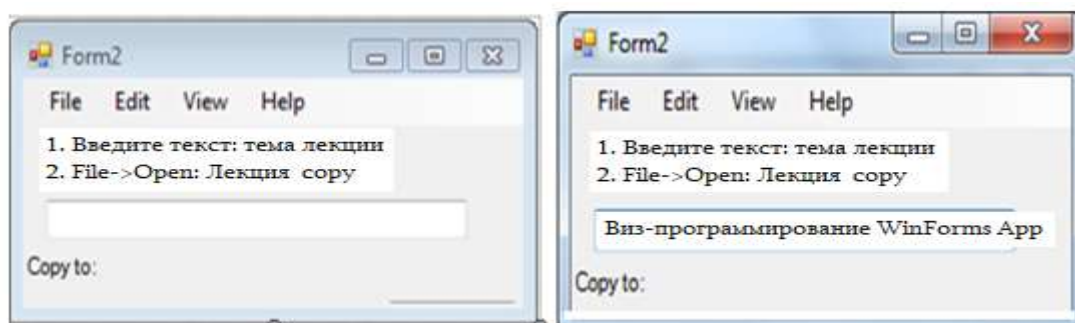 Form2
File Edit View Help
1. Введите текст: тема лекции
2. File->Open: Лекция copy
Copy to:
Form2
File Edit View Help
1. Введите текст: тема лекции
2. File->Open: Лекция copy
Виз-программирование WinForms App
Copy to: